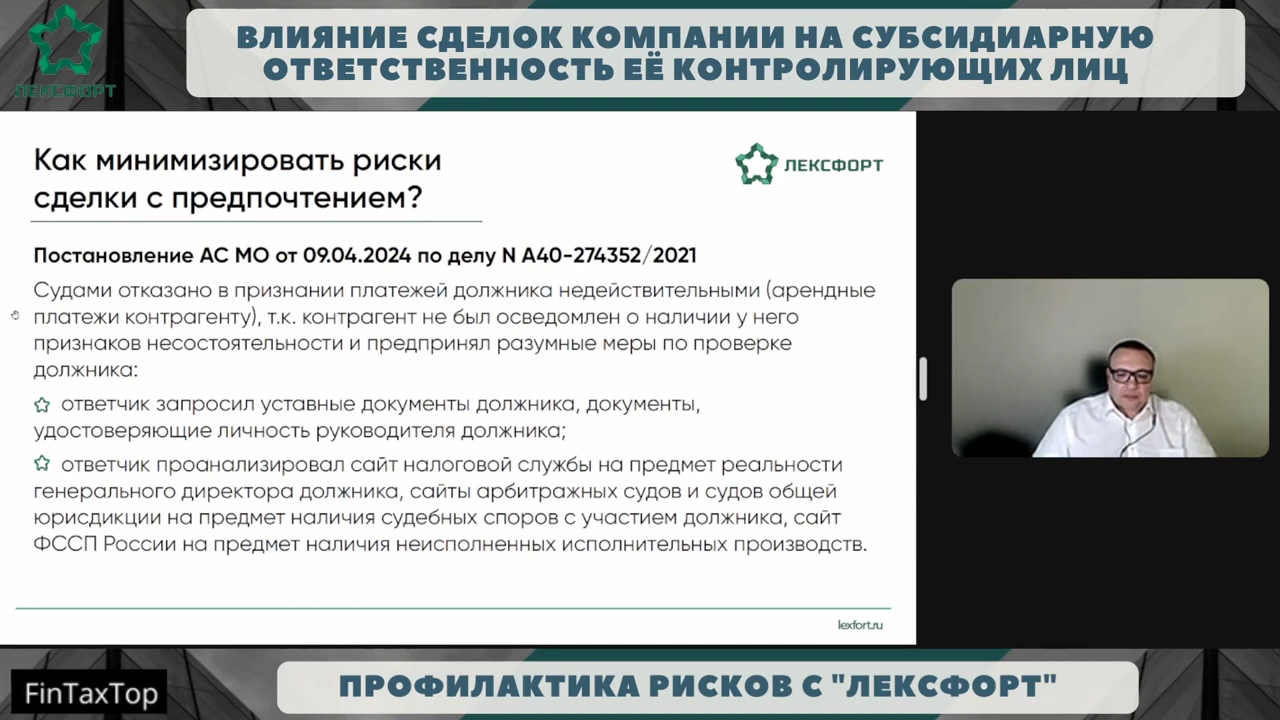 ВЛИЯНИЕ СДЕЛОК КОМПАНИИ НА СУБСИДИАРНУЮ
ОТВЕТСТВЕННОСТЬ ЕЁ КОНТРОЛИРУЮЩИХ ЛИЦ
ЛЕКСФОРТ
Как минимизировать риски
сделки с предпочтением?
ЛЕКСФОРТ
Постановление АС МО от 09.04.2024 по делу N А40-274352/2021
Судами отказано в признании платежей должника недействительными (арендные
платежи контрагенту), т.к. контрагент не был осведомлен о наличии у него
признаков несостоятельности и предпринял разумные меры по проверке
должника:
ответчик запросил уставные документы должника, документы,
удостоверяющие личность руководителя должника;
ответчик проанализировал сайт налоговой службы на предмет реальности
генерального директора должника, сайты арбитражных судов и судов общей
юрисдикции на предмет наличия судебных споров с участием должника, сайт
ФССП России на предмет наличия неисполненных исполнительных производств.
lexfort.ru
FinTaxTop
ПРОФИЛАКТИКА РИСКОВ С "ЛЕКСФОРТ"